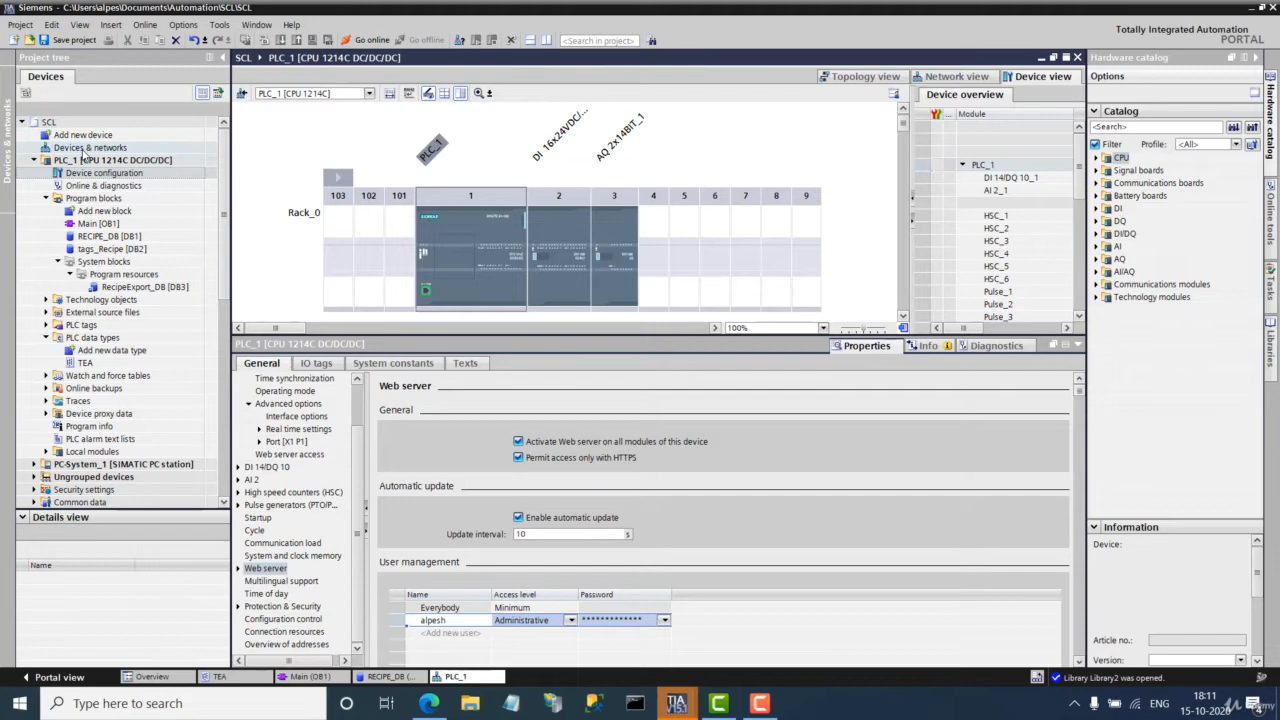 Siemens - C:\Users\alpes\Documents\Automation\SCL\SCL
Project Edit View Insert Online Options Tools Window Help
Totally Integrated Automation
PORTAL
Save project
Go online
Go offline
<Search in project>
Project tree
SCL PLC_1 [CPU 1214C DC/DC/DC]
Hardware catalog
Devices
Topology view Network view Device view
Options
PLC_1 [CPU 1214C]
Device overview
Module
Catalog
<Search>
Filter Profile: <All>
CPU
Signal boards
Communications boards
Battery boards
DI
DQ
DI/DQ
AI
AQ
AI/AQ
Communications modules
Technology modules
Devices & networks
Hardware catalog
Online tools
Tasks
Libraries
SCL
Add new device
Devices & networks
PLC_1 [CPU 1214C DC/DC/DC]
Device configuration
Online & diagnostics
Program blocks
Add new block
Main [OB1]
RECIPE_DB [DB1]
tags_Recipe [DB2]
System blocks
Program resources
RecipeExport_DB [DB3]
Technology objects
External source files
PLC tags
PLC data types
Add new data type
TEA
Watch and force tables
Online backups
Traces
Device proxy data
Program info
PLC alarm text lists
Local modules
PC-System_1 [SIMATIC PC station]
Ungrouped devices
Security settings
Common data
Details view
Name
PLC_1
DI 16x24VDC/...
AQ 2x14BIT_1
103 102 101 1 2 3 4 5 6 7 8 9
Rack_0
SIEMENS
100%
PLC_1
DI 14/DQ 10_1
AI 2_1
HSC_1
HSC_2
HSC_3
HSC_4
HSC_5
HSC_6
Pulse_1
Pulse_2
Pulse_3
PLC_1 [CPU 1214C DC/DC/DC]
Properties Info Diagnostics
General IO tags System constants Texts
Time synchronization
Operating mode
Advanced options
Interface options
Real time settings
Port [X1 P1]
Web server access
DI 14/DQ 10
AI 2
High speed counters (HSC)
Pulse generators (PTO/P...
Startup
Cycle
Communication load
System and clock memory
Web server
Multilingual support
Time of day
Protection & Security
Configuration control
Connection resources
Overview of addresses
Web server
General
Activate Web server on all modules of this device
Permit access only with HTTPS
Automatic update
Enable automatic update
Update interval: 10 s
User management
Name Access level Password
Everybody Minimum
alpesh Administrative *************
<Add new user>
Information
Device:
Article no.:
Version:
Portal view Overview TEA Main (OB1) RECIPE_DB (... PLC_1
Library Library2 was opened.
Type here to search
ENG
18:11
15-10-2020